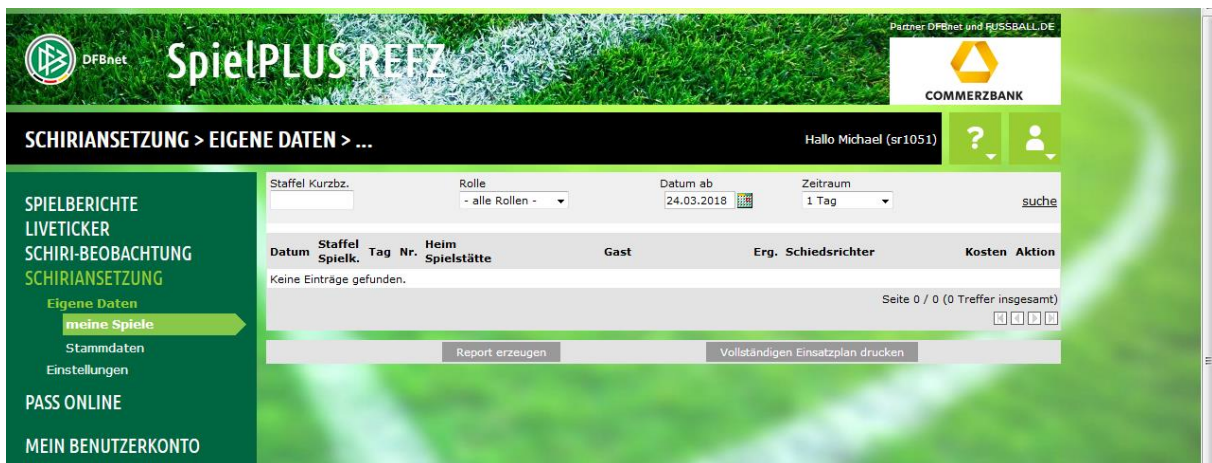 Partner DFBnet und FUSSBALL.DE
DFBnet
SpielPLUS REFZ
COMMERZBANK
SCHIRIANSETZUNG > EIGENE DATEN > ...
Hallo Michael (sr1051)
?
SPIELBERICHTE
LIVETICKER
SCHIRI-BEOBACHTUNG
SCHIRIANSETZUNG
Eigene Daten
meine Spiele
Stammdaten
Einstellungen
PASS ONLINE
MEIN BENUTZERKONTO
Staffel Kurzbz. Rolle Datum ab Zeitraum
- alle Rollen - 24.03.2018 1 Tag suche
Datum Staffel Tag Nr. Heim Gast Erg. Schiedsrichter Kosten Aktion
Spielk. Spielstätte
Keine Einträge gefunden.
Seite 0 / 0 (0 Treffer insgesamt)
Report erzeugen Vollständigen Einsatzplan drucken